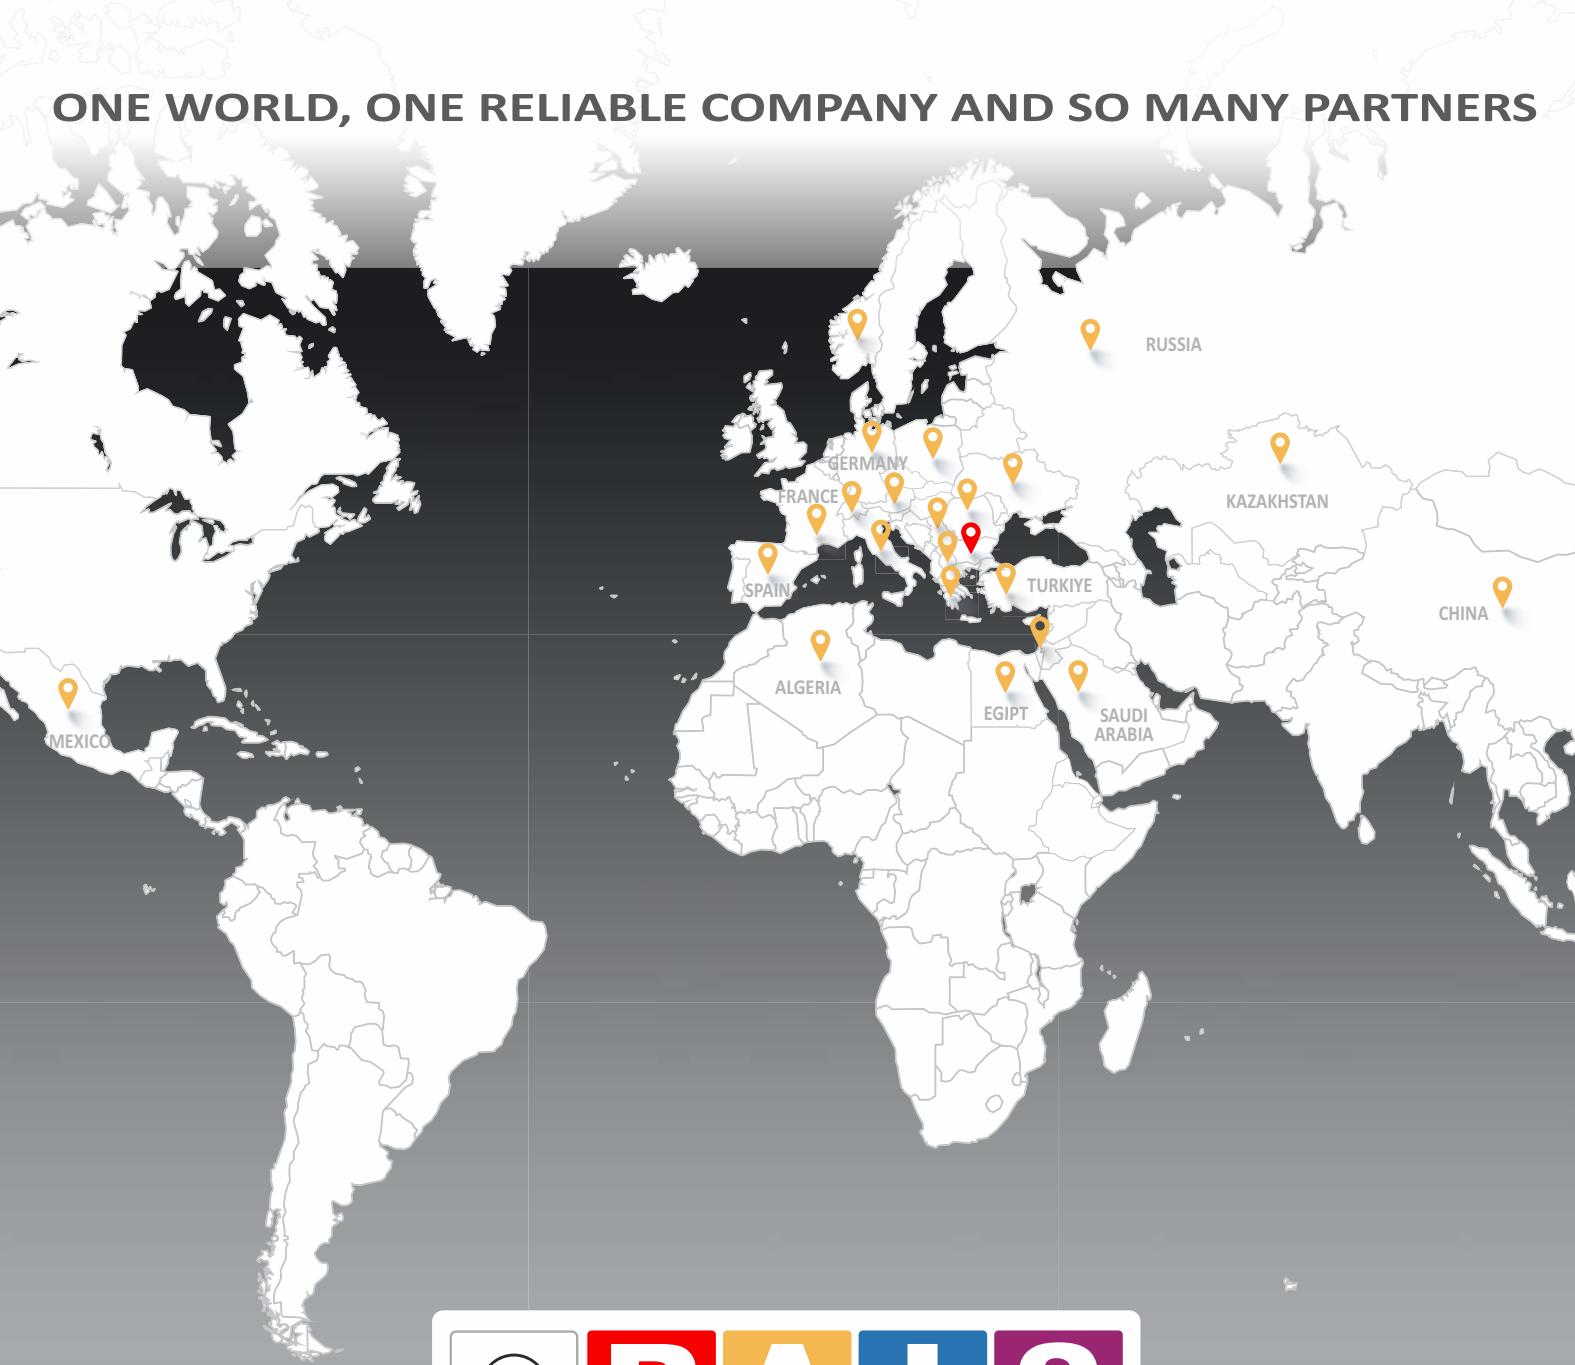 ONE WORLD, ONE RELIABLE COMPANY AND SO MANY PARTNERS
RUSSIA
GERMANY
FRANCE
KAZAKHSTAN
SPAIN
TURKIYE
CHINA
ALGERIA
EGIPT
SAUDI
ARABIA
MEXICO